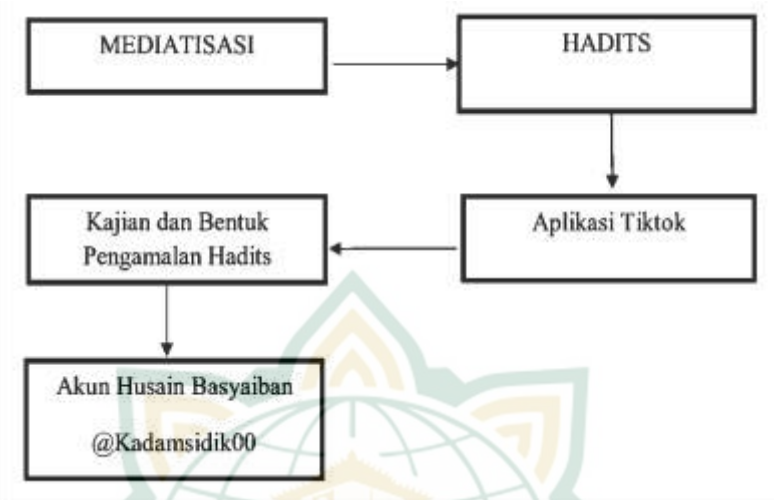 MEDIATISASI
HADITS
Aplikasi Tiktok
Kajian dan Bentuk
Pengamalan Hadits
Akun Husain Basyaiban
@Kadamsidik00